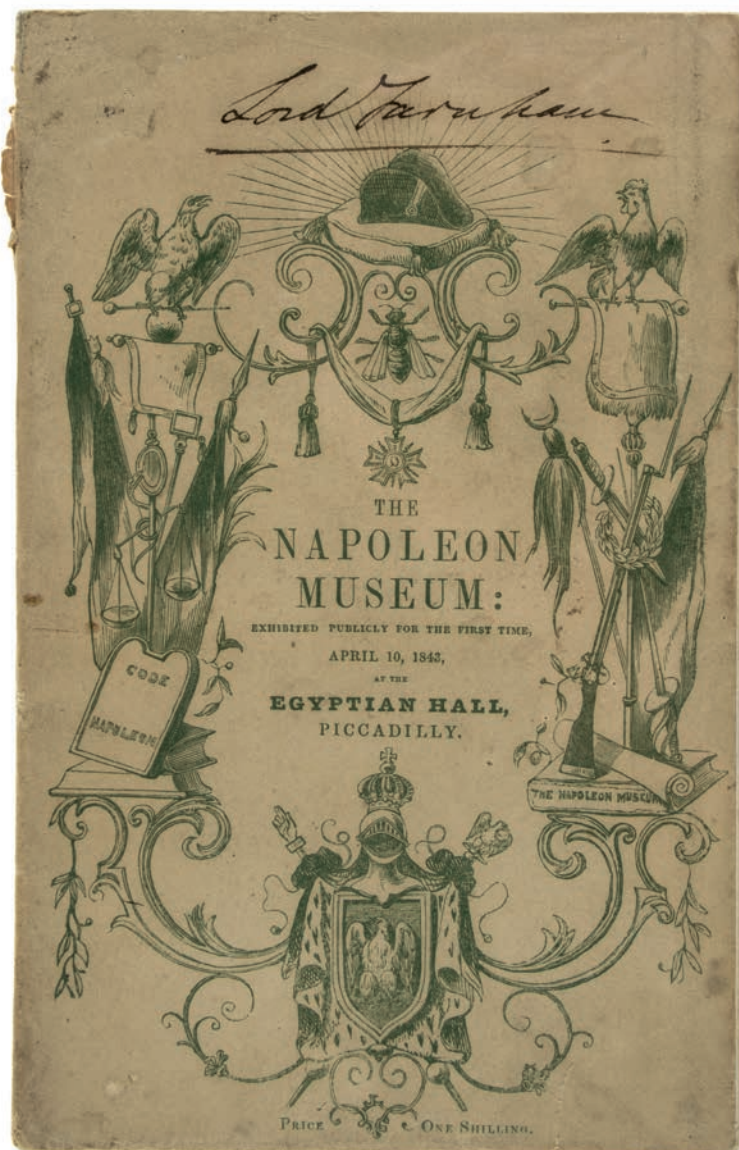 Lord Farnham
THE
NAPOLEON
MUSEUM:
EXHIBITED PUBLICLY FOR THE FIRST TIME,
APRIL 10, 1843,
AT THE
EGYPTIAN HALL,
PICCADILLY.
CODE
NAPOLEON
THE NAPOLEON MUSEUM
PRICE ONE SHILLING.